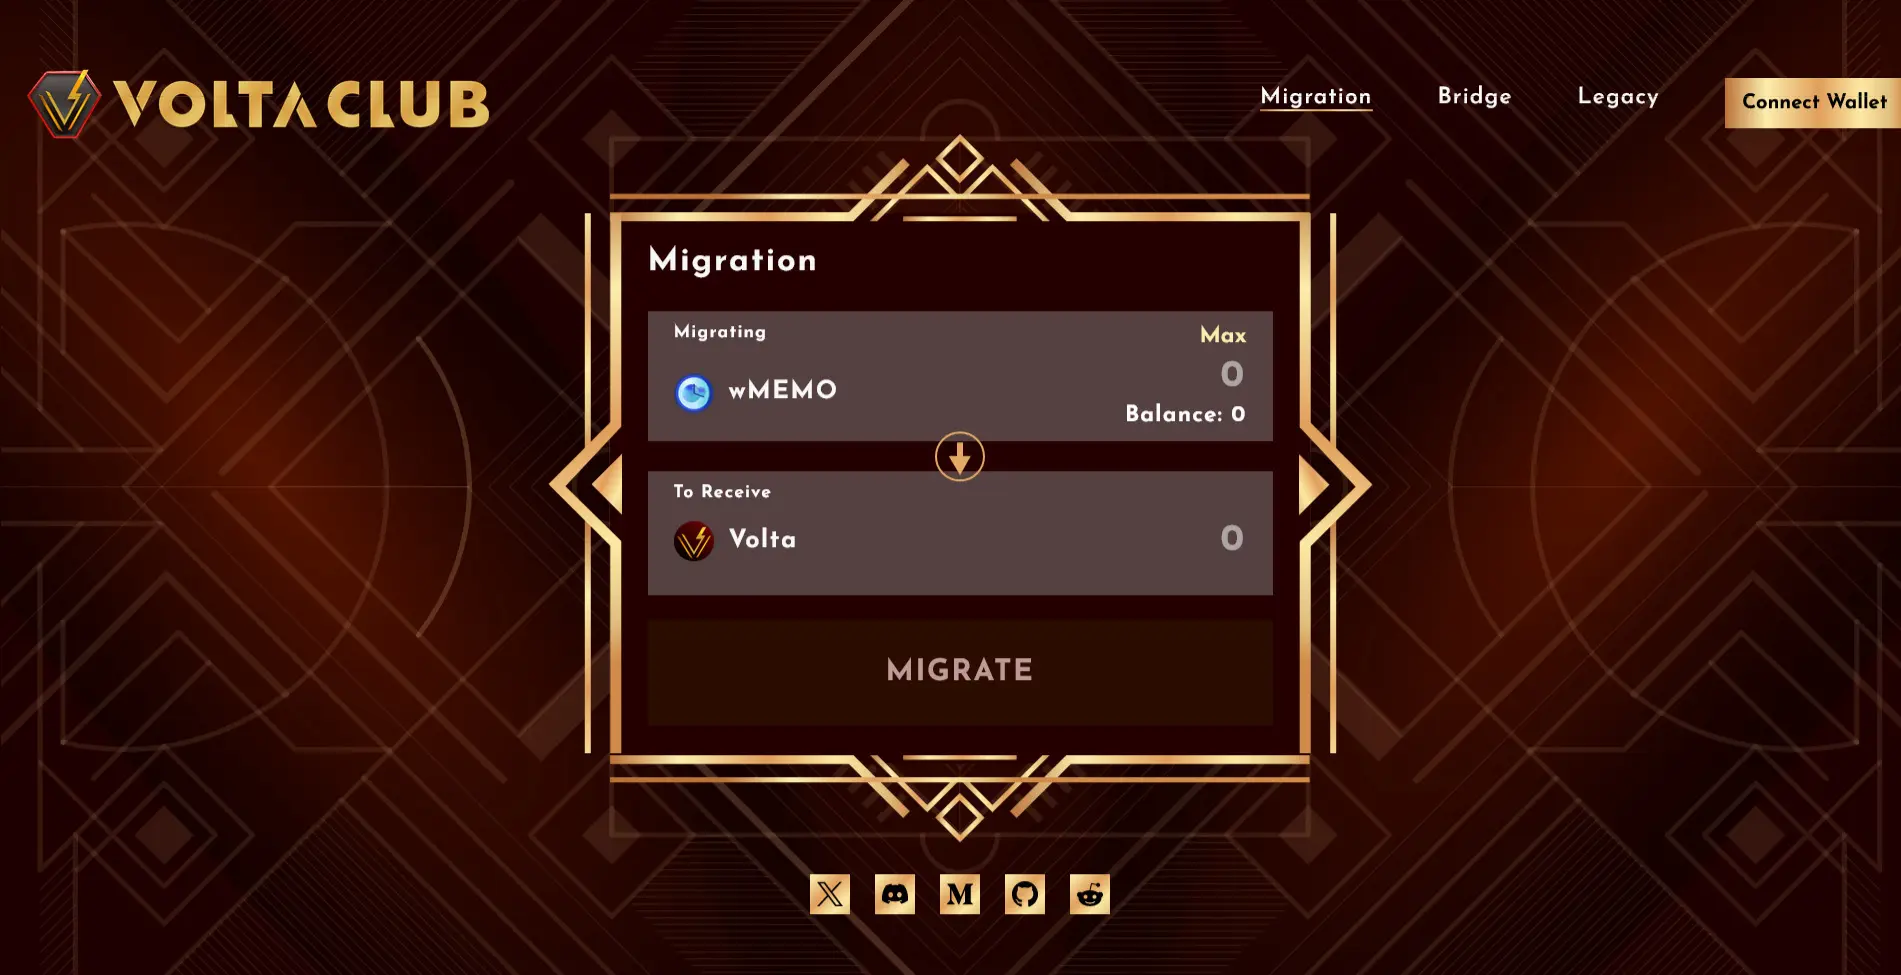 VOLTA CLUB
Migration
Bridge
Legacy
Connect Wallet
Migration
Migrating
Max
wMEMO
0
Balance: 0
To Receive
Volta
0
MIGRATE